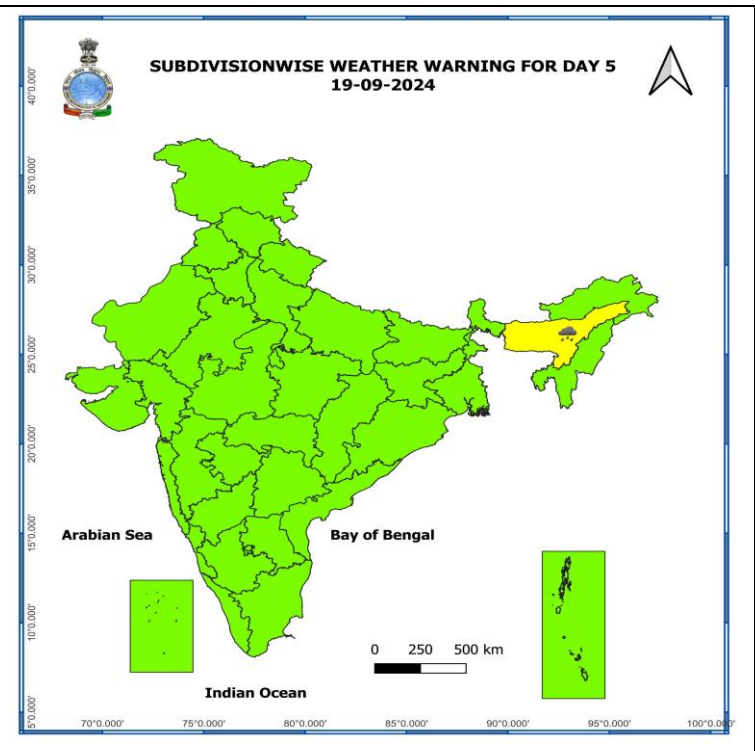 SUBDIVISIONWISE WEATHER WARNING FOR DAY 5
19-09-2024
40°0.000'
35°0.000'
30°0.000'
25°0.000'
20°0.000'
15°0.000'
10°0.000'
5°0.000'
Arabian Sea
Bay of Bengal
0 250 500 km
Indian Ocean
70°0.000' 75°0.000' 80°0.000' 85°0.000' 90°0.000' 95°0.000' 100°0.000'